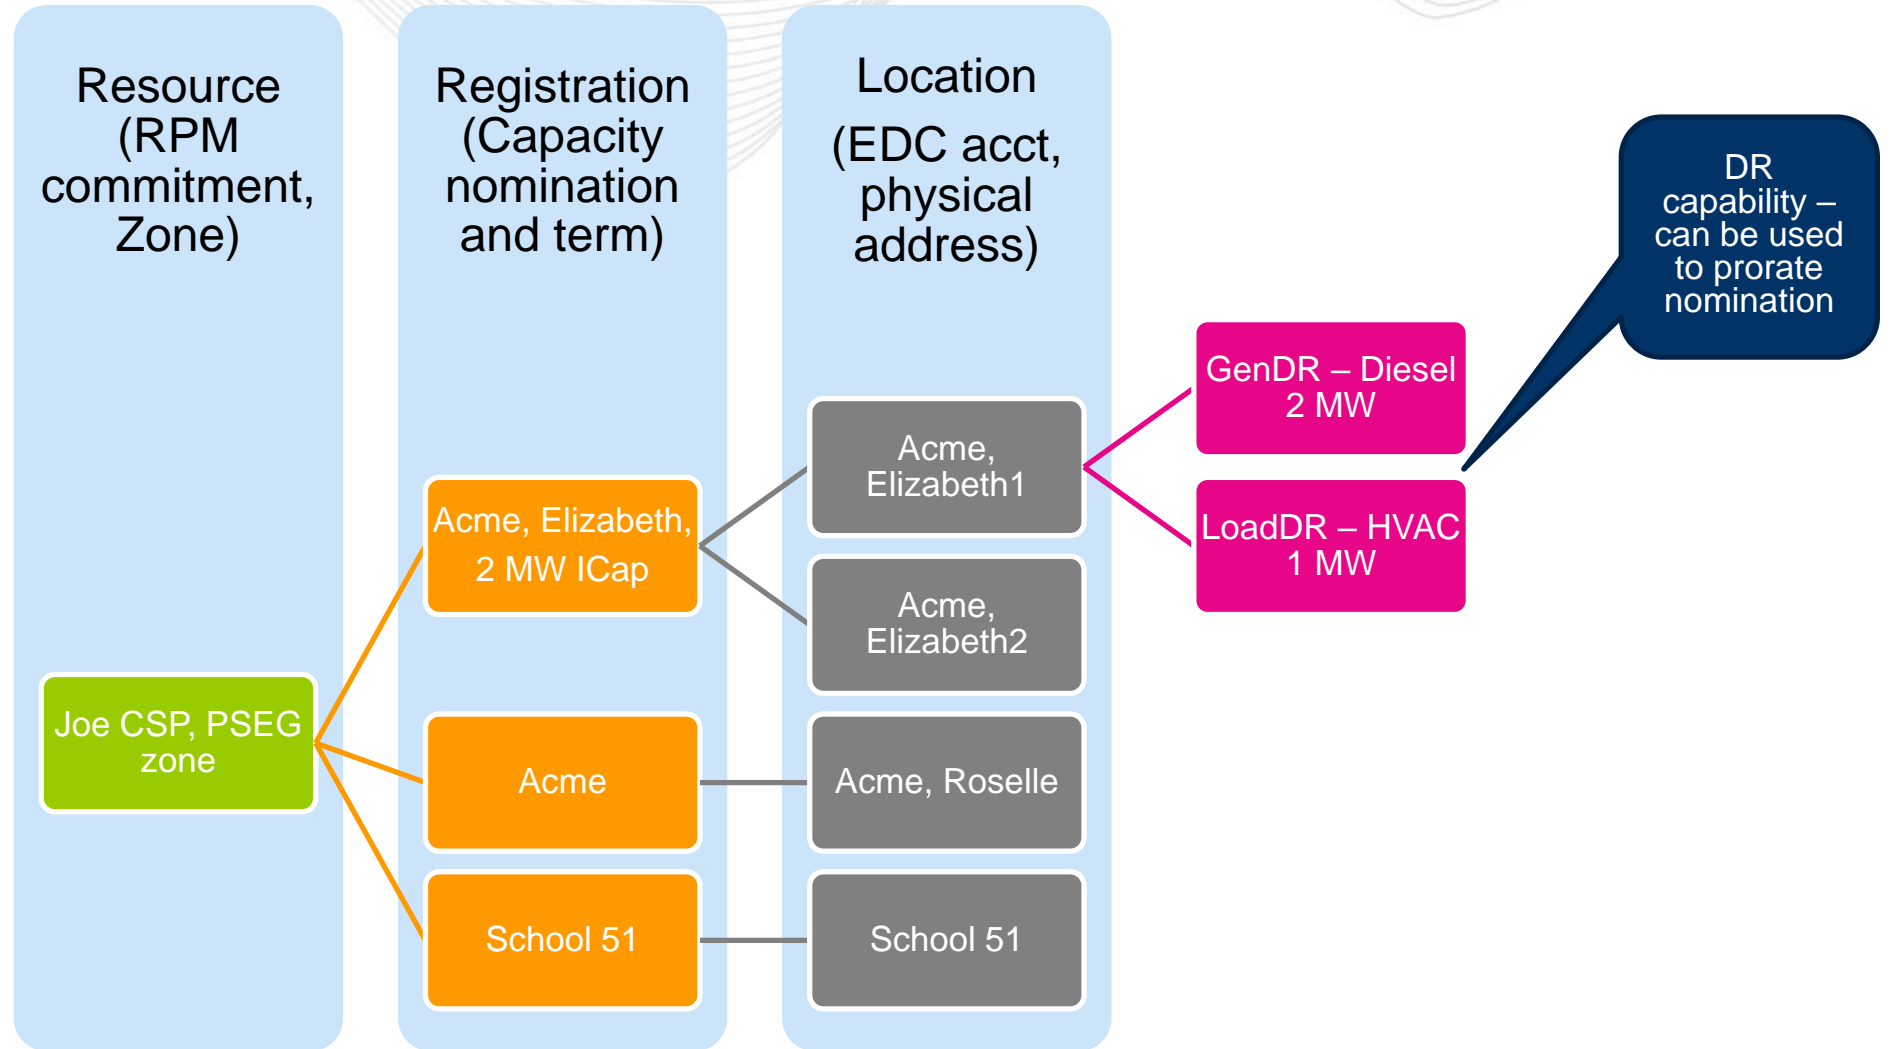 Resource
(RPM
commitment,
Zone)
Registration
(Capacity
nomination
and term)
Location
(EDC acct,
physical
address)
DR
capability –
can be used
to prorate
nomination
GenDR – Diesel
2 MW
LoadDR – HVAC
1 MW
Acme,
Elizabeth1
Acme,
Elizabeth2
Acme, Elizabeth,
2 MW ICap
Joe CSP, PSEG
zone
Acme
Acme, Roselle
School 51
School 51